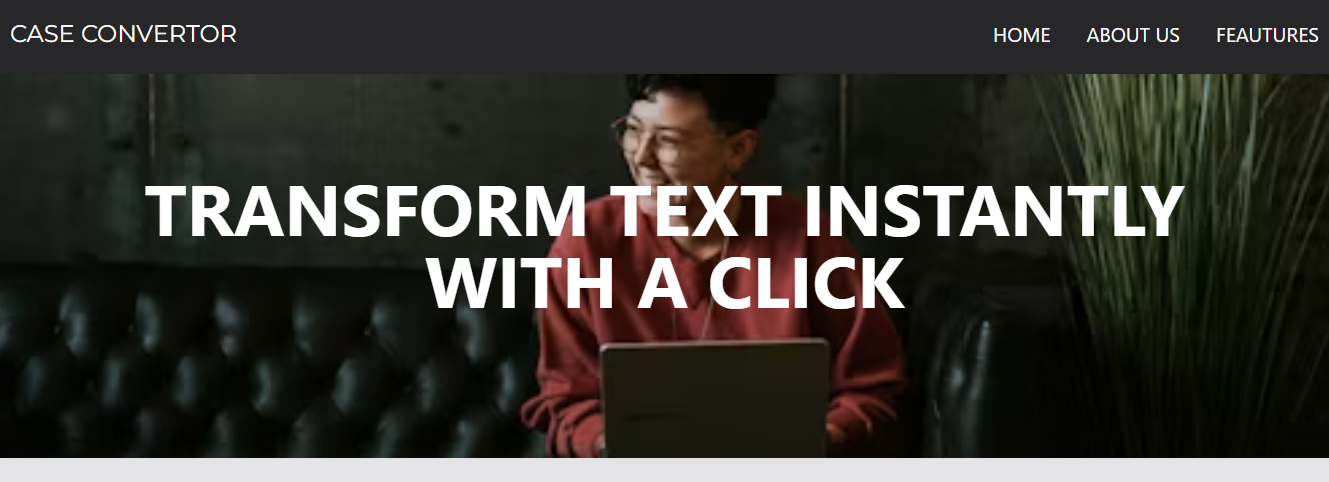 CASE CONVERTOR
HOME ABOUT US FEAUTURES
TRANSFORM TEXT INSTANTLY
WITH A CLICK